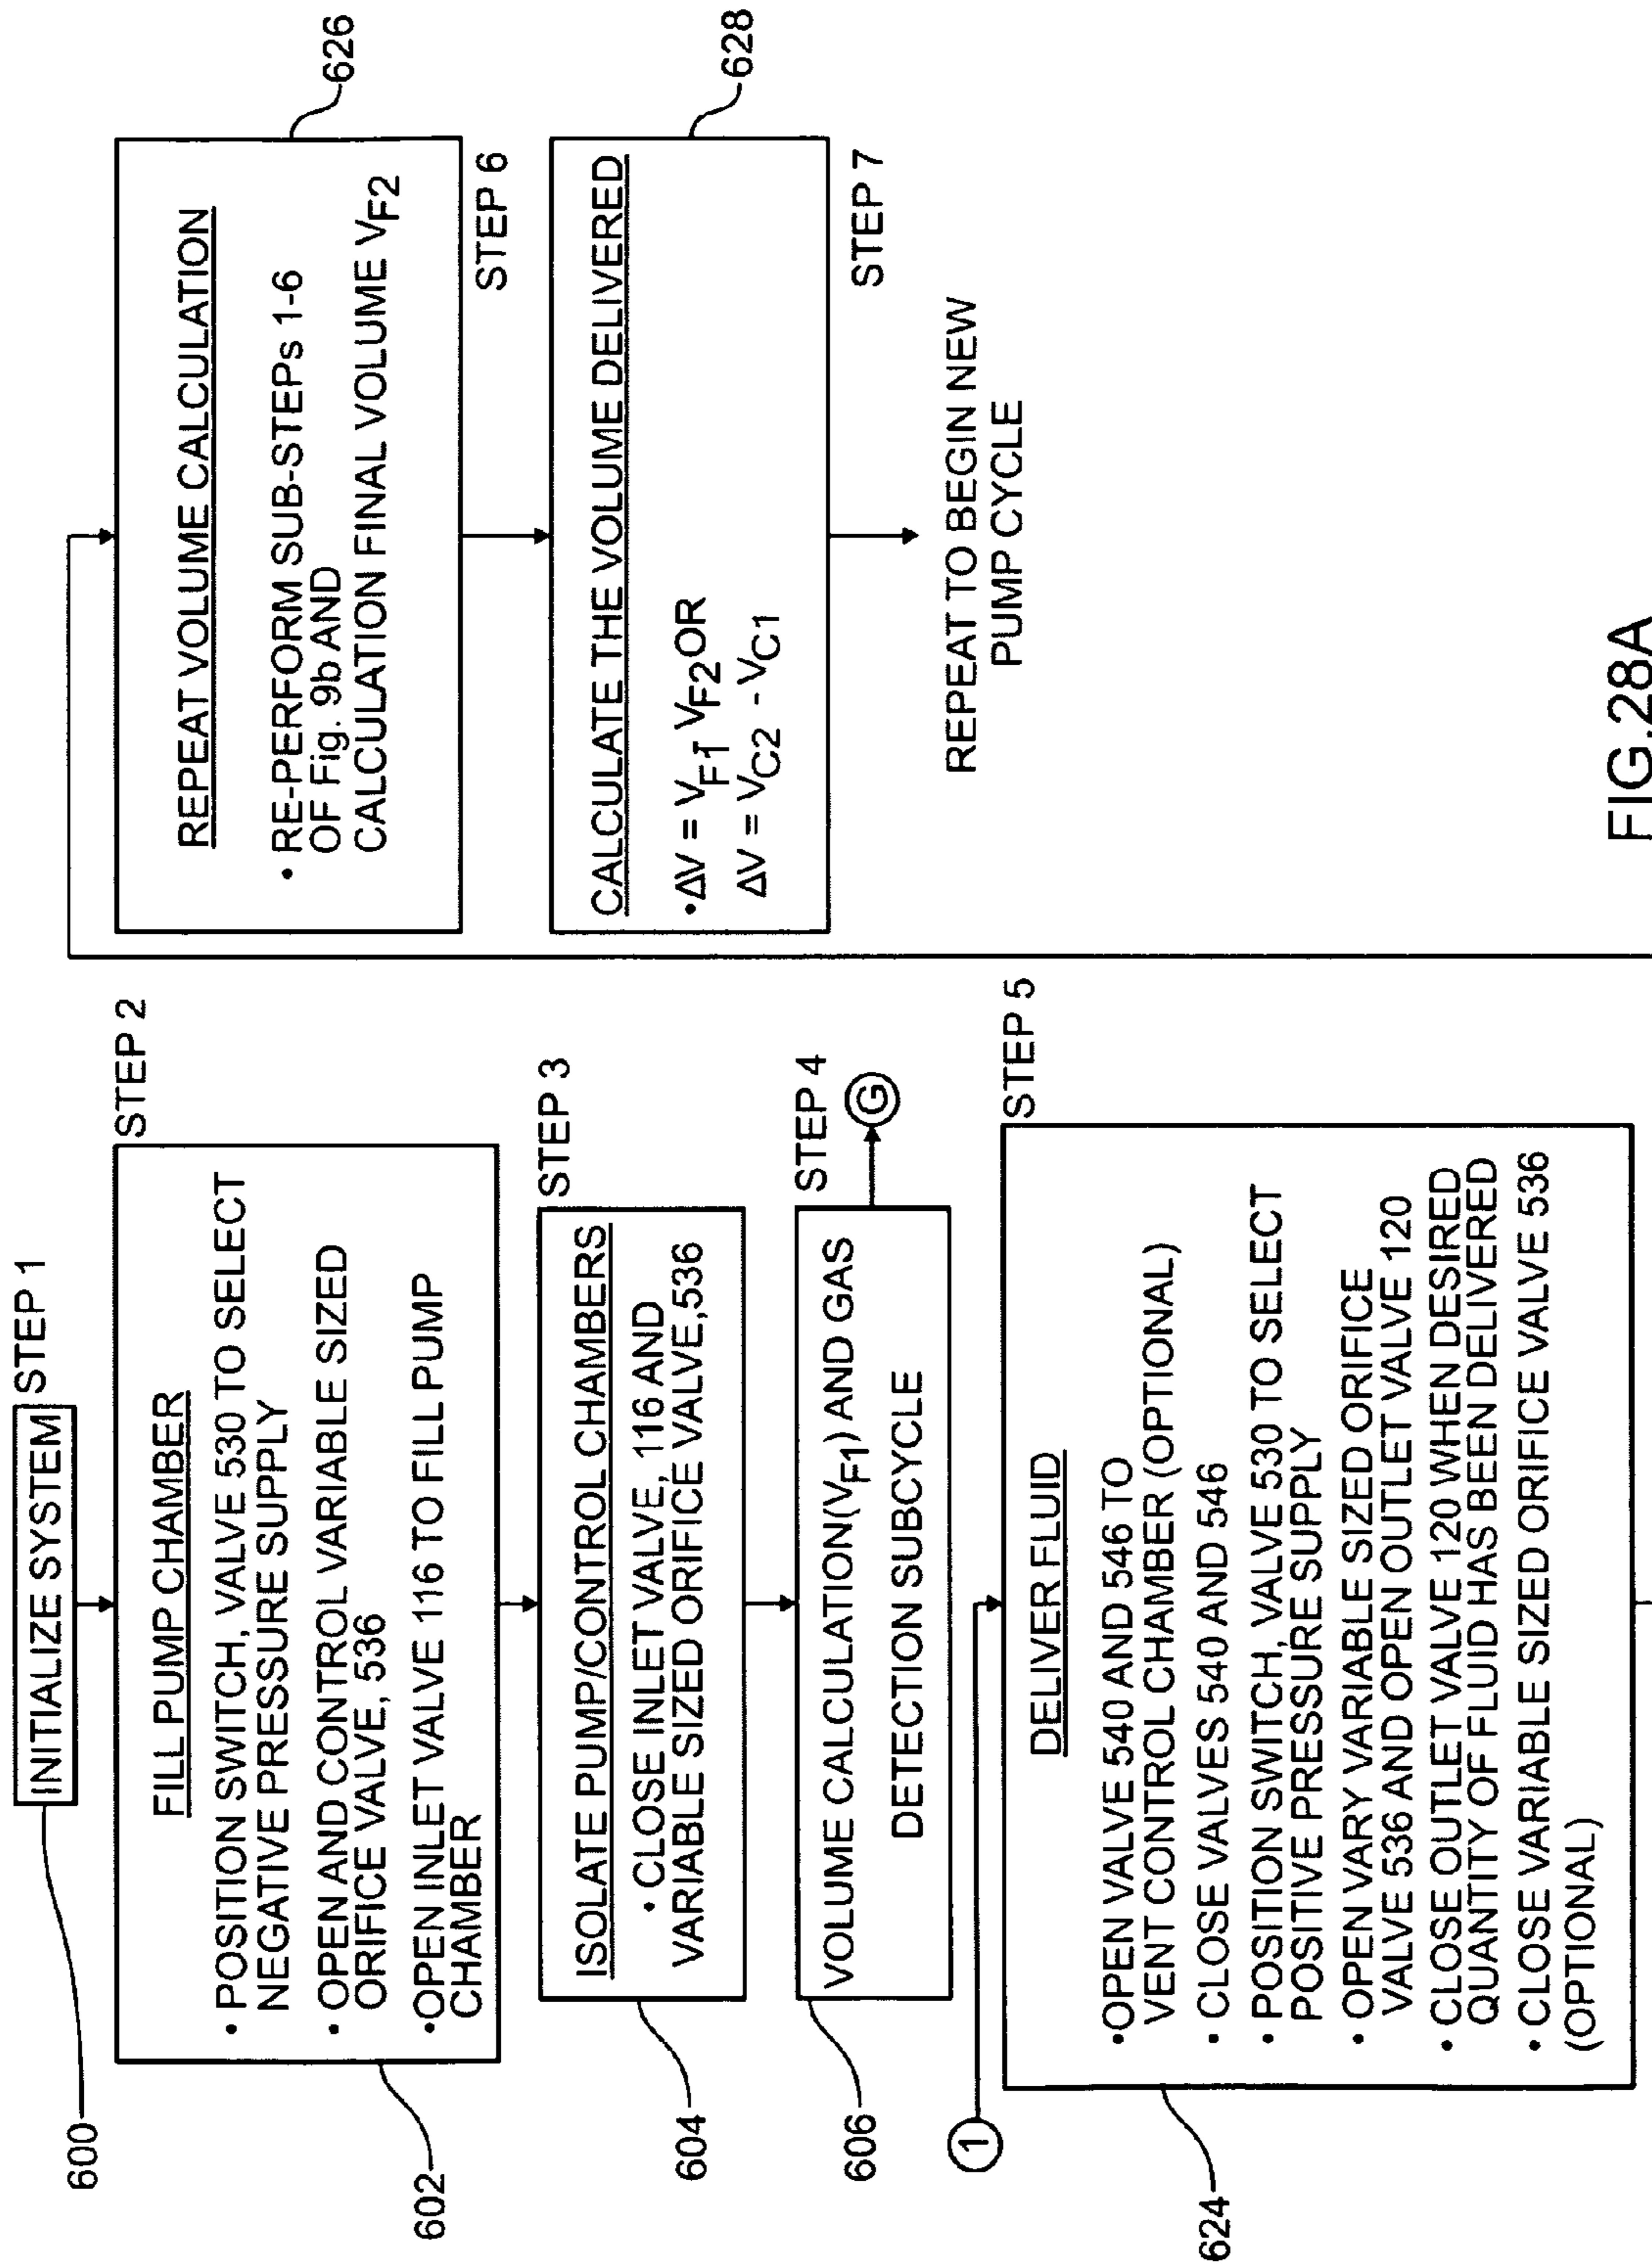 600
INITIALIZE SYSTEM
STEP 1
STEP 2
FILL PUMP CHAMBER
• POSITION SWITCH, VALVE 530 TO SELECT
NEGATIVE PRESSURE SUPPLY
• OPEN AND CONTROL VARIABLE SIZED
ORIFICE VALVE, 536
•OPEN INLET VALVE 116 TO FILL PUMP
CHAMBER
602
STEP 3
ISOLATE PUMP/CONTROL CHAMBERS
• CLOSE INLET VALVE, 116 AND
VARIABLE SIZED ORIFICE VALVE,536
604
STEP 4
VOLUME CALCULATION(VF1) AND GAS
DETECTION SUBCYCLE
606
G
1
STEP 5
DELIVER FLUID
•OPEN VALVE 540 AND 546 TO
VENT CONTROL CHAMBER (OPTIONAL)
• CLOSE VALVES 540 AND 546
• POSITION SWITCH, VALVE 530 TO SELECT
POSITIVE PRESSURE SUPPLY
• OPEN VARY VARIABLE SIZED ORIFICE
VALVE 536 AND OPEN OUTLET VALVE 120
• CLOSE OUTLET VALVE 120 WHEN DESIRED
QUANTITY OF FLUID HAS BEEN DELIVERED
• CLOSE VARIABLE SIZED ORIFICE VALVE 536
(OPTIONAL)
624
REPEAT VOLUME CALCULATION
• RE-PERFORM SUB-STEPs 1-6
OF Fig. 9b AND
CALCULATION FINAL VOLUME VF2
626
STEP 6
CALCULATE THE VOLUME DELIVERED
•ΔV = VF1- VF2 OR
ΔV = VC2 - VC1
628
STEP 7
REPEAT TO BEGIN NEW
PUMP CYCLE
FIG.28A